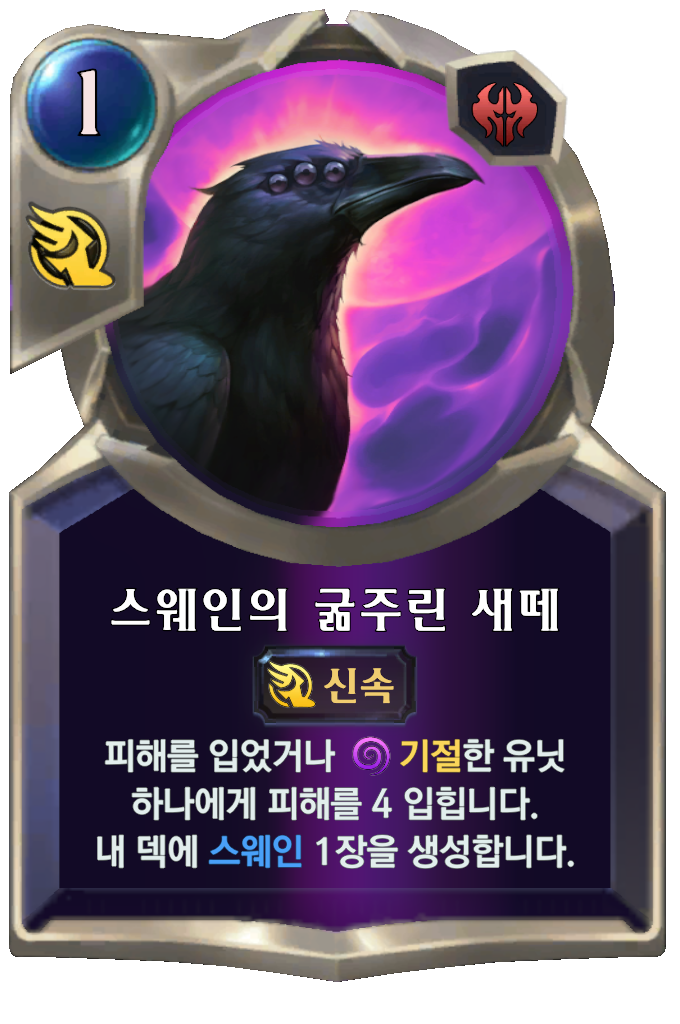 1
스웨인의 굶주린 새떼
신속
피해를 입었거나 기절한 유닛
하나에게 피해를 4 입힙니다.
내 덱에 스웨인 1장을 생성합니다.